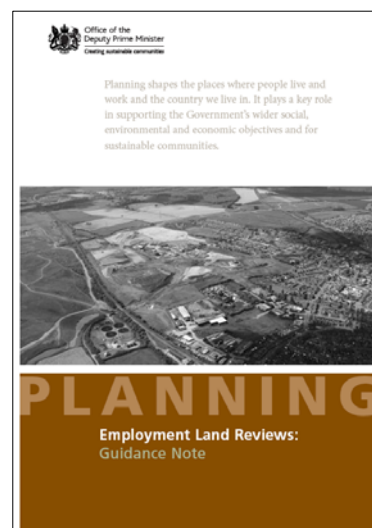 Office of the
Deputy Prime Minister
Creating sustainable communities
Planning shapes the places where people live and
work and the country we live in. It plays a key role
in supporting the Government's wider social,
environmental and economic objectives and for
sustainable communities.
PLANNING
Employment Land Reviews:
Guidance Note